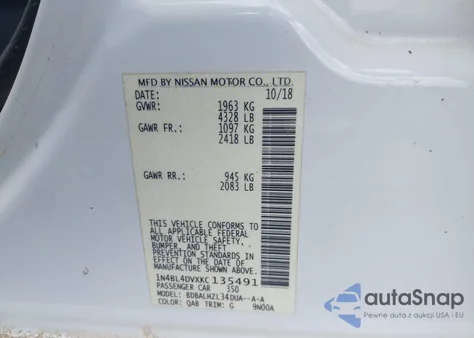 MFD BY NISSAN MOTOR CO., LTD.
DATE: 10/18
GVWR: 1963 KG
4328 LB
GAWR FR: 1097 KG
2418 LB
GAWR RR: 945 KG
2083 LB
THIS VEHICLE CONFORMS TO
ALL APPLICABLE FEDERAL
MOTOR VEHICLE SAFETY,
BUMPER, AND THEFT
PREVENTION STANDARDS IN
EFFECT ON THE DATE OF
MANUFACTURE SHOWN ABOVE.
1N4BL4DVXKC135491
PASSENGER CAR 350
MODEL: BDBALHZL34DUA--A-A
COLOR: QAB TRIM: G 9N00A
autoSnap
Pewne auto z USA i EU